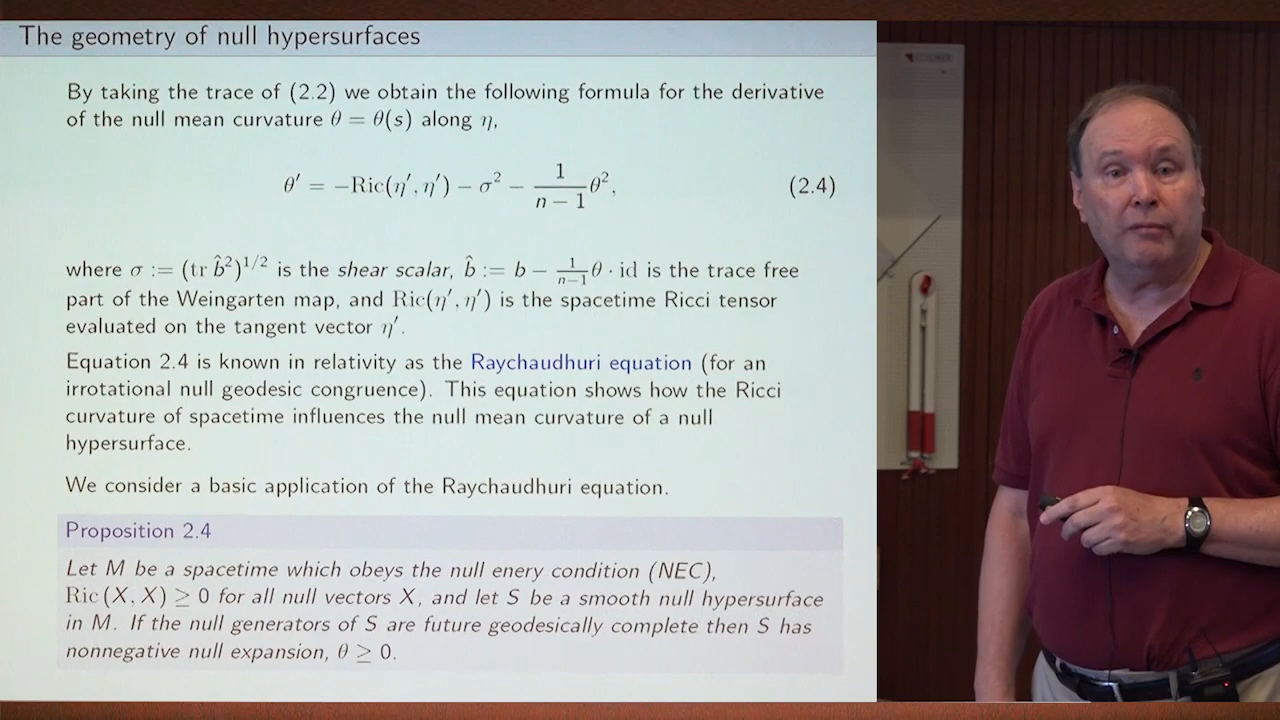 The geometry of null hypersurfaces
By taking the trace of (2.2) we obtain the following formula for the derivative
of the null mean curvature θ = θ(s) along η,
θ′ = −Ric(η′, η′) − σ² − \frac{1}{n − 1}θ², (2.4)
where σ := (tr b̂²)^{1/2} is the shear scalar, b̂ := b − \frac{1}{n−1}θ · id is the trace free
part of the Weingarten map, and Ric(η′, η′) is the spacetime Ricci tensor
evaluated on the tangent vector η′.
Equation 2.4 is known in relativity as the Raychaudhuri equation (for an
irrotational null geodesic congruence). This equation shows how the Ricci
curvature of spacetime influences the null mean curvature of a null
hypersurface.
We consider a basic application of the Raychaudhuri equation.
Proposition 2.4
Let M be a spacetime which obeys the null enery condition (NEC),
Ric (X, X) ≥ 0 for all null vectors X, and let S be a smooth null hypersurface
in M. If the null generators of S are future geodesically complete then S has
nonnegative null expansion, θ ≥ 0.